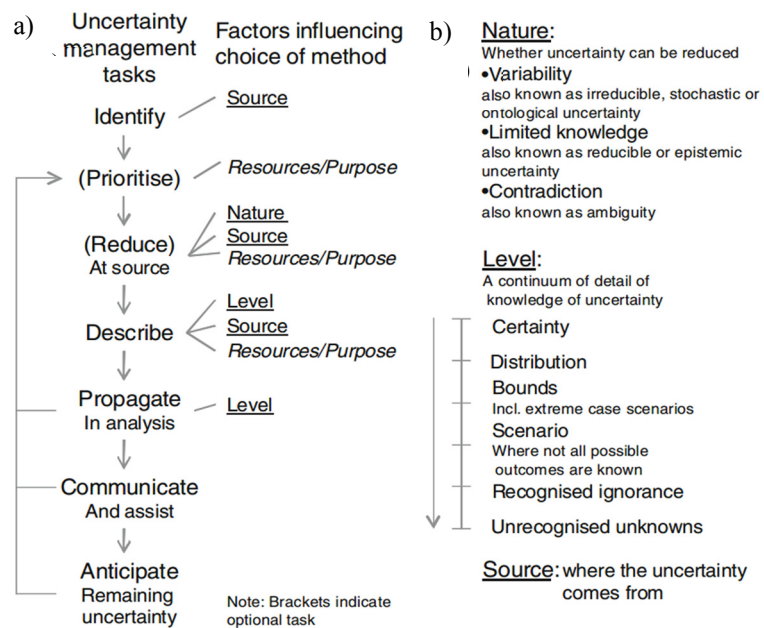 a)
Uncertainty
management
tasks
Factors influencing
choice of method
Identify
Source
(Prioritise)
Resources/Purpose
(Reduce)
At source
Nature
Source
Resources/Purpose
Describe
Level
Source
Resources/Purpose
Propagate
In analysis
Level
Communicate
And assist
Anticipate
Remaining
uncertainty
Note: Brackets indicate
optional task
b)
Nature:
Whether uncertainty can be reduced
•Variability
also known as irreducible, stochastic or
ontological uncertainty
•Limited knowledge
also known as reducible or epistemic
uncertainty
•Contradiction
also known as ambiguity
Level:
A continuum of detail of
knowledge of uncertainty
Certainty
Distribution
Bounds
Incl. extreme case scenarios
Scenario
Where not all possible
outcomes are known
Recognised ignorance
Unrecognised unknowns
Source: where the uncertainty
comes from